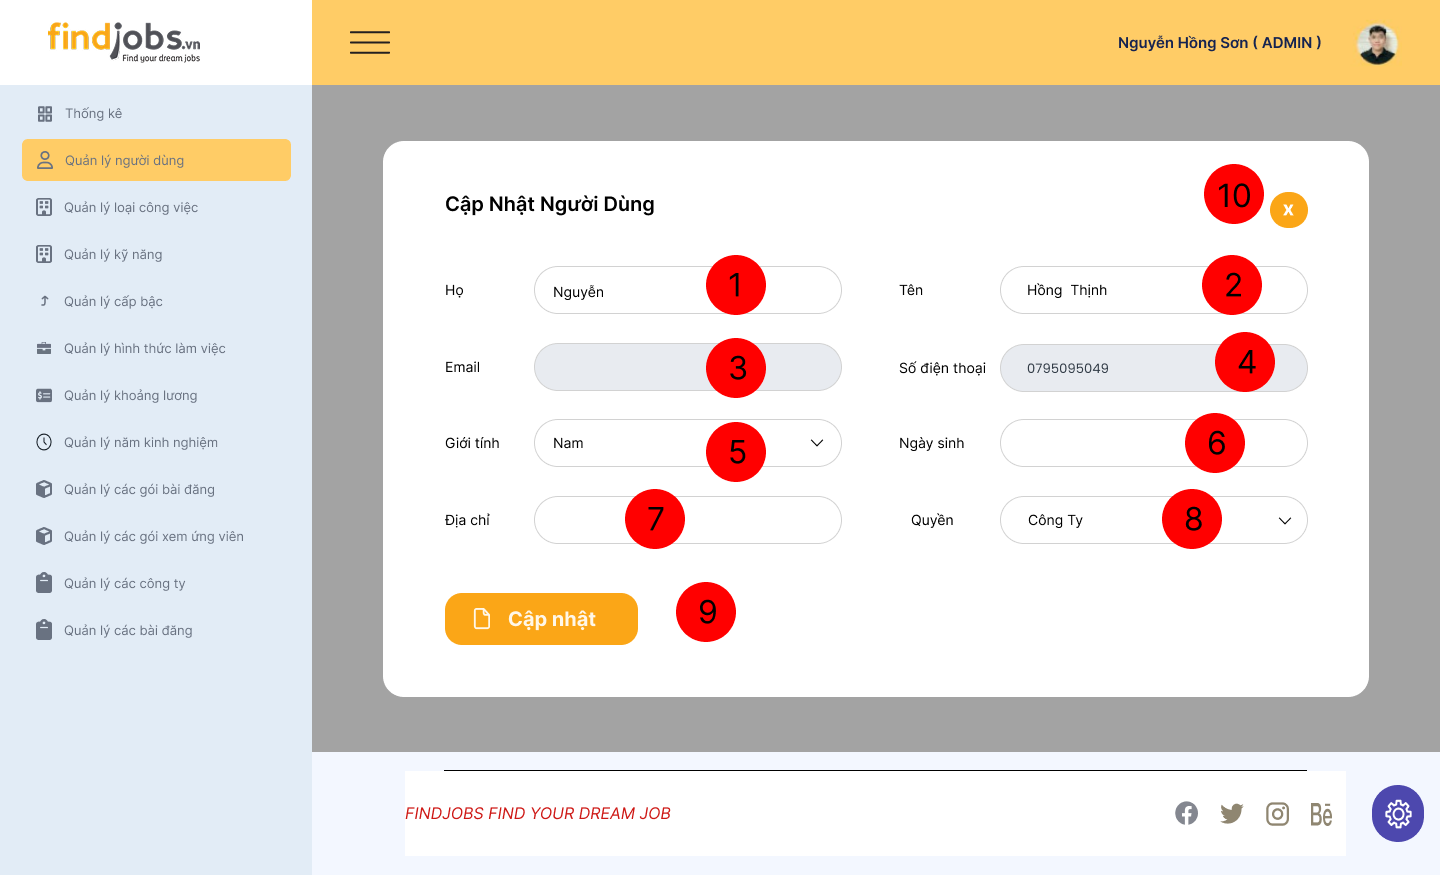 findjobs.vn
Find your dream jobs
Nguyễn Hồng Sơn ( ADMIN )
Thống kê
Quản lý người dùng
Quản lý loại công việc
Quản lý kỹ năng
Quản lý cấp bậc
Quản lý hình thức làm việc
Quản lý khoảng lương
Quản lý năm kinh nghiệm
Quản lý các gói bài đăng
Quản lý các gói xem ứng viên
Quản lý các công ty
Quản lý các bài đăng
Cập Nhật Người Dùng
10
x
Họ
Nguyễn
1
Tên
Hồng Thịnh
2
Email
3
Số điện thoại
0795095049
4
Giới tính
Nam
5
Ngày sinh
6
Địa chỉ
7
Quyền
Công Ty
8
Cập nhật
9
FINDJOBS FIND YOUR DREAM JOB